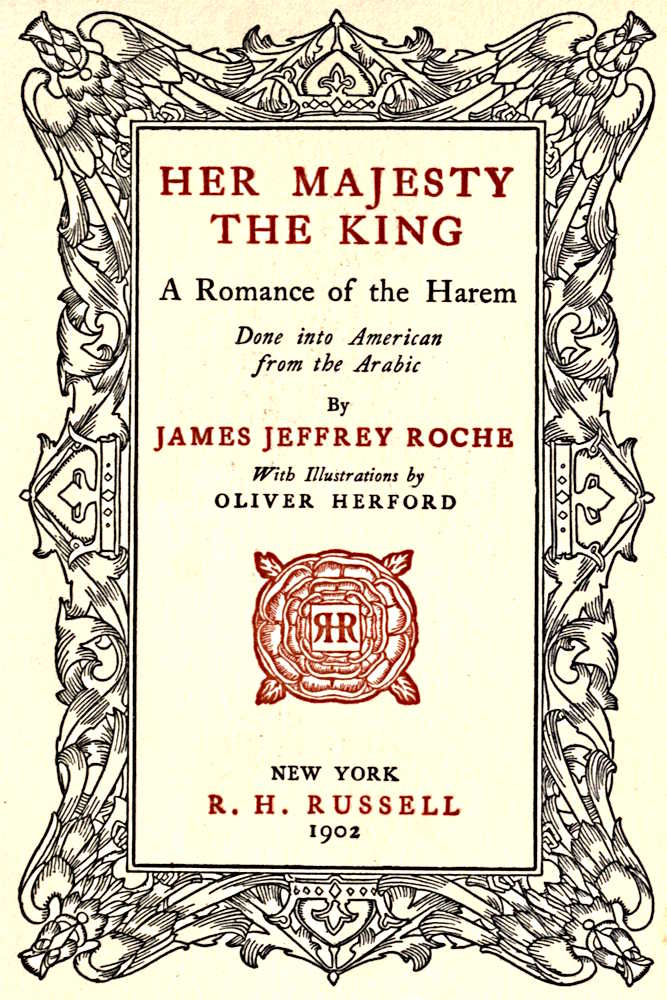 HER MAJESTY
THE KING
A Romance of the Harem
Done into American
from the Arabic
By
JAMES JEFFREY ROCHE
With Illustrations by
OLIVER HERFORD
RHR
NEW YORK
R. H. RUSSELL
1902